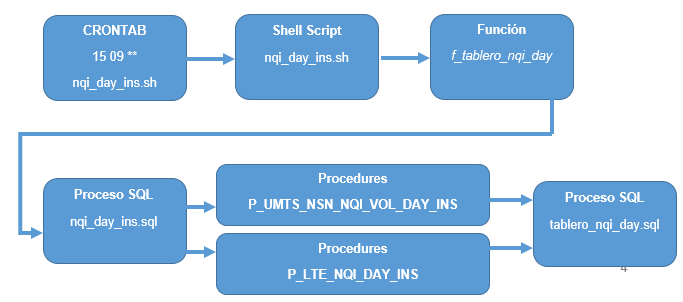 CRONTAB
15 09 **
nqi_day_ins.sh
Shell Script
nqi_day_ins.sh
Función
f_tablero_nqi_day
Proceso SQL
nqi_day_ins.sql
Procedures
P_UMTS_NSN_NQI_VOL_DAY_INS
Procedures
P_LTE_NQI_DAY_INS
Proceso SQL
tablero_nqi_day.sql
4